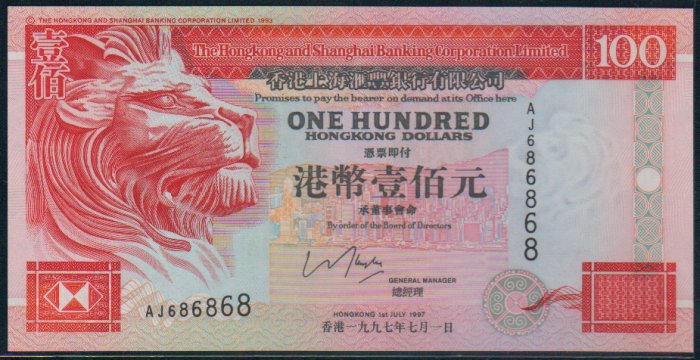 © THE HONGKONG AND SHANGHAI BANKING CORPORATION LIMITED 1993
壹佰
The Hongkong and Shanghai Banking Corporation Limited
100
香港上海滙豐銀行有限公司
Promises to pay the bearer on demand at its Office here
ONE HUNDRED
HONGKONG DOLLARS
憑票即付
港幣壹佰元
承董事會命
By order of the Board of Directors
GENERAL MANAGER
總經理
HONGKONG 1st JULY 1997
香港一九九七年七月一日
AJ686868
AJ686868